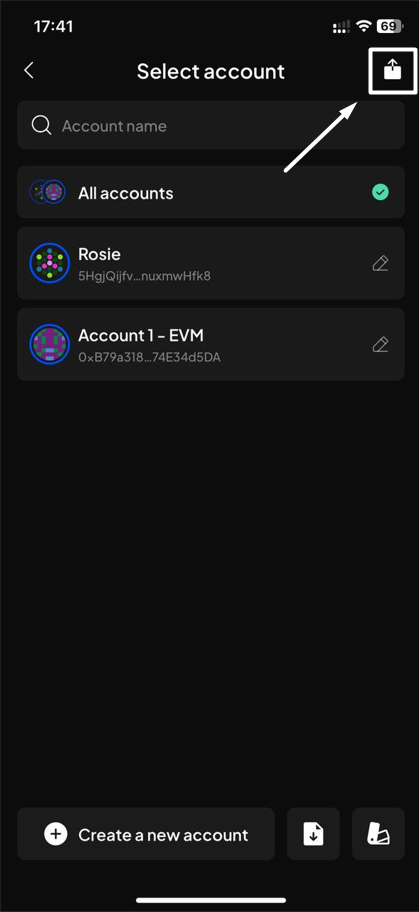 17:41
69
Select account
Account name
All accounts
Rosie
5HgjQijfv...nuxmwHfk8
Account 1 - EVM
0xB79a318...74E34d5DA
Create a new account